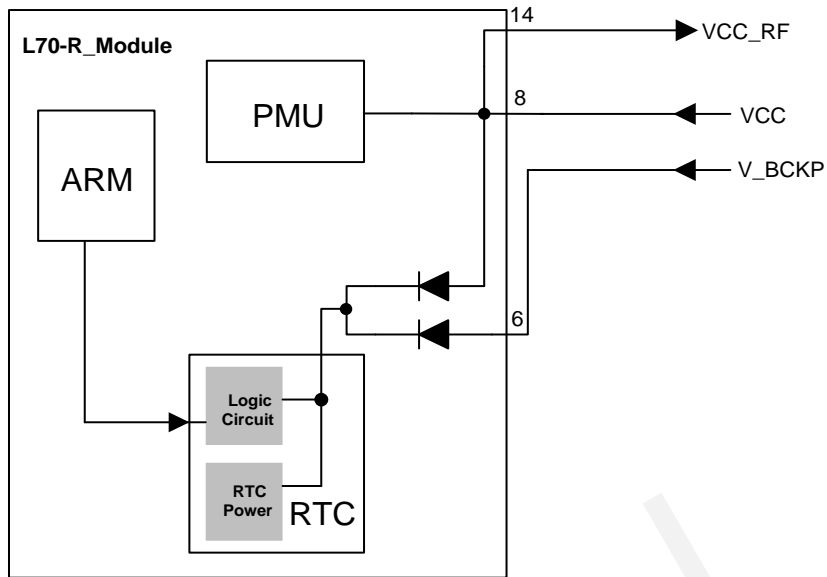 14
VCC_RF
L70-R_Module
PMU
8
VCC
V_BCKP
ARM
6
Logic
Circuit
RTC
Power
RTC